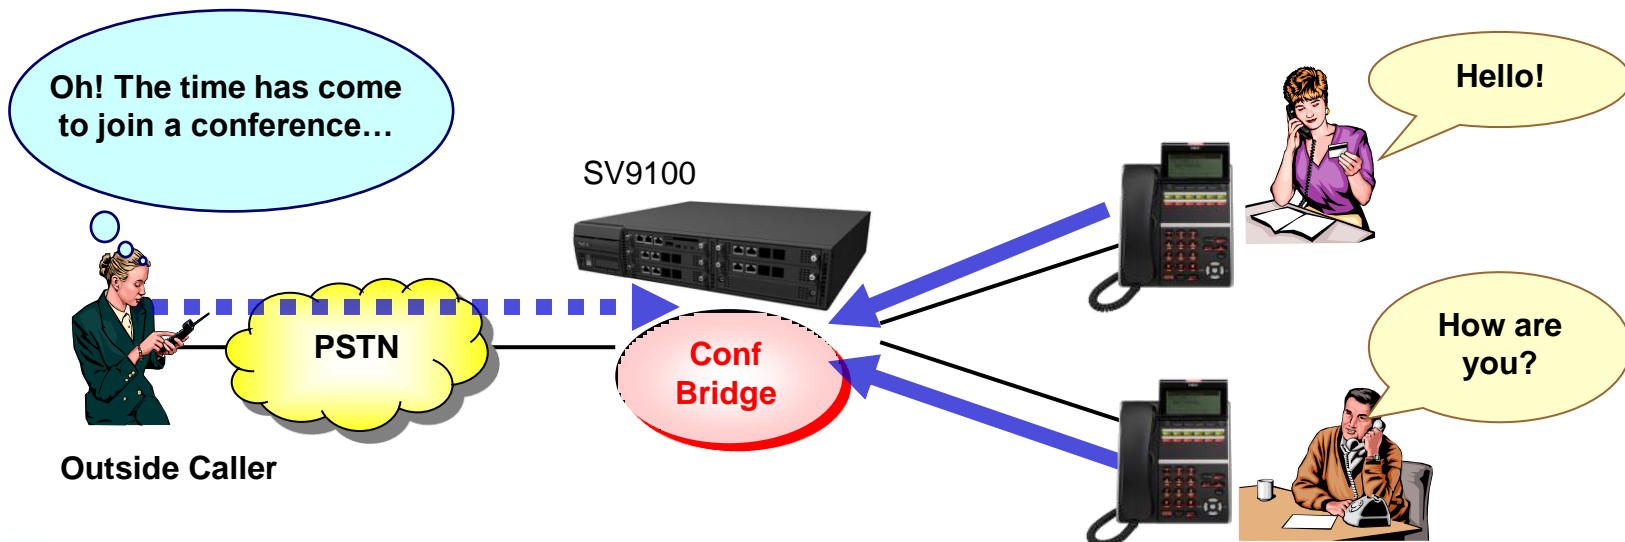 Oh! The time has come
to join a conference…
SV9100
Hello!
PSTN
Conf
Bridge
How are
you?
Outside Caller